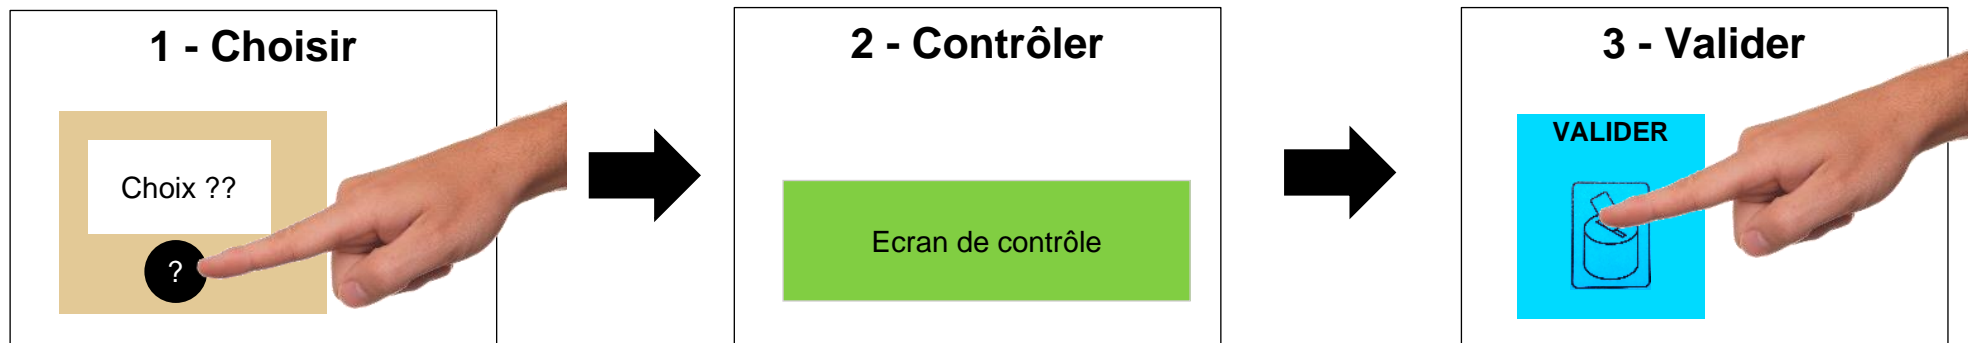 1 - Choisir
Choix ??
?
2 - Contrôler
Ecran de contrôle
3 - Valider
VALIDER